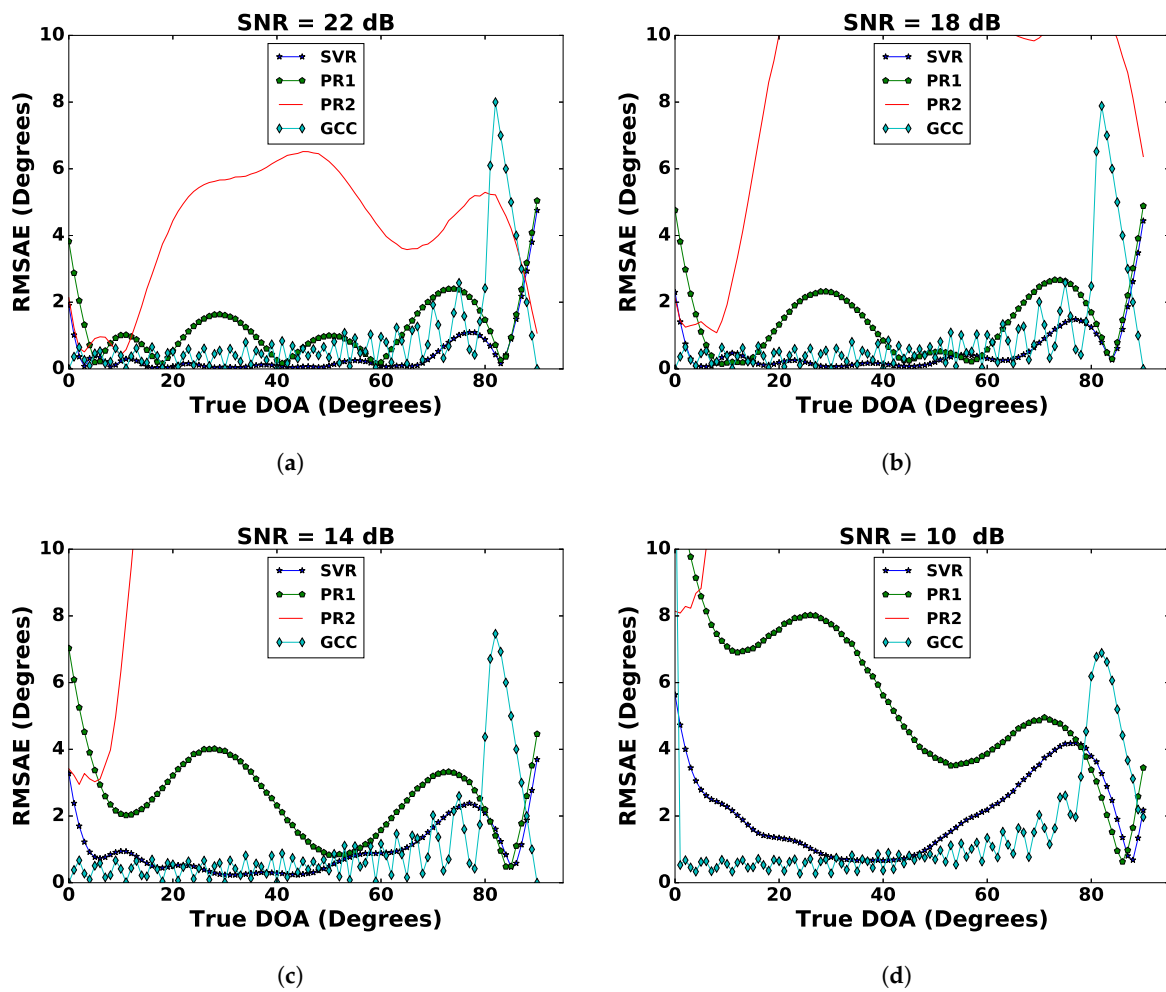 SNR = 22 dB
RMSAE (Degrees)
10
8
6
4
2
0
SVR
PR1
PR2
GCC
0 20 40 60 80
True DOA (Degrees)
(a)
SNR = 18 dB
RMSAE (Degrees)
10
8
6
4
2
0
SVR
PR1
PR2
GCC
0 20 40 60 80
True DOA (Degrees)
(b)
SNR = 14 dB
RMSAE (Degrees)
10
8
6
4
2
0
SVR
PR1
PR2
GCC
0 20 40 60 80
True DOA (Degrees)
(c)
SNR = 10 dB
RMSAE (Degrees)
10
8
6
4
2
0
SVR
PR1
PR2
GCC
0 20 40 60 80
True DOA (Degrees)
(d)